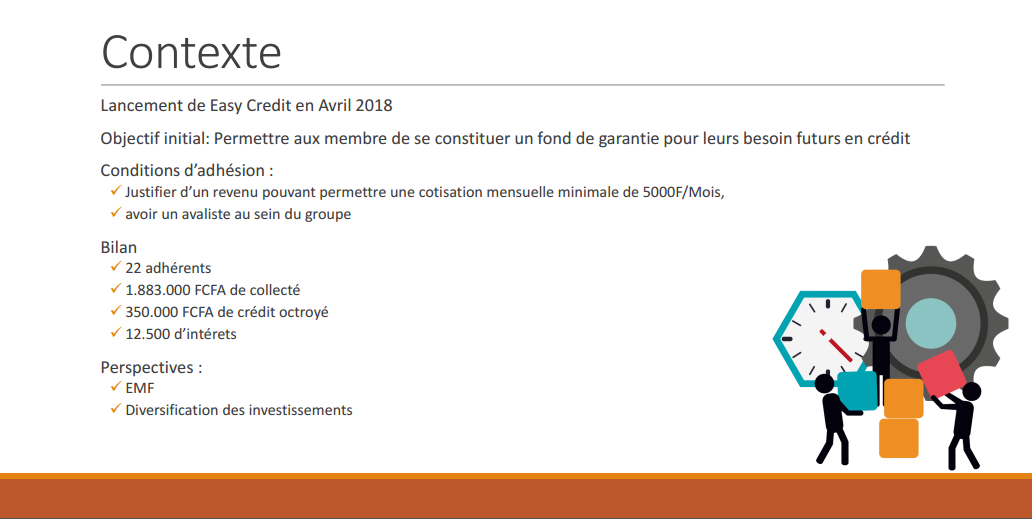 Contexte
Lancement de Easy Credit en Avril 2018
Objectif initial: Permettre aux membre de se constituer un fond de garantie pour leurs besoin futurs en crédit
Conditions d’adhésion :
Justifier d’un revenu pouvant permettre une cotisation mensuelle minimale de 5000F/Mois,
avoir un avaliste au sein du groupe
Bilan
22 adhérents
1.883.000 FCFA de collecté
350.000 FCFA de crédit octroyé
12.500 d’intérets
Perspectives :
EMF
Diversification des investissements